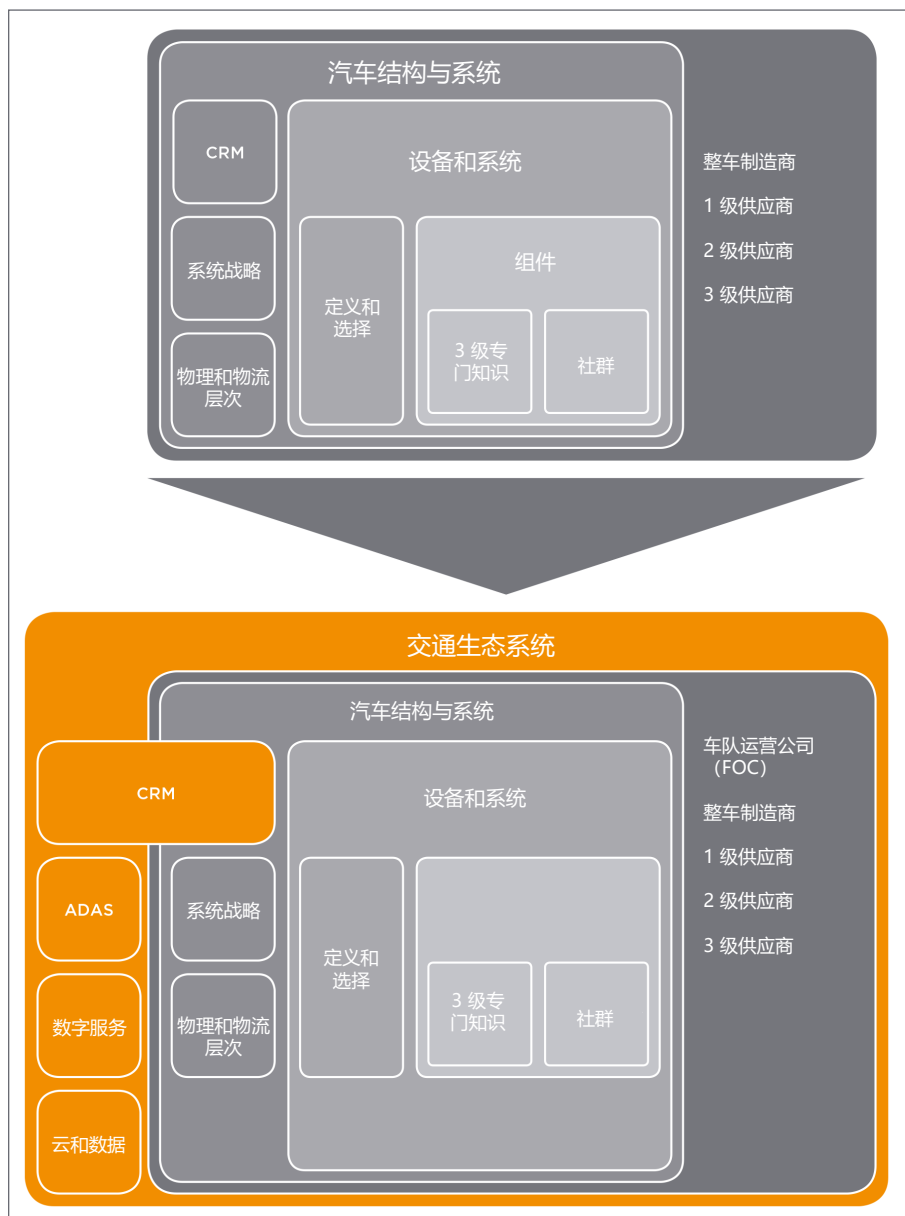 汽车结构与系统
CRM
设备和系统
整车制造商
1 级供应商
2 级供应商
3 级供应商
系统战略
组件
定义和
选择
3 级专
门知识
社群
物理和物流
层次
交通生态系统
汽车结构与系统
车队运营公司
（FOC）
CRM
设备和系统
整车制造商
1 级供应商
2 级供应商
3 级供应商
ADAS
系统战略
定义和
选择
3 级专
门知识
社群
数字服务
物理和物流
层次
云和数据